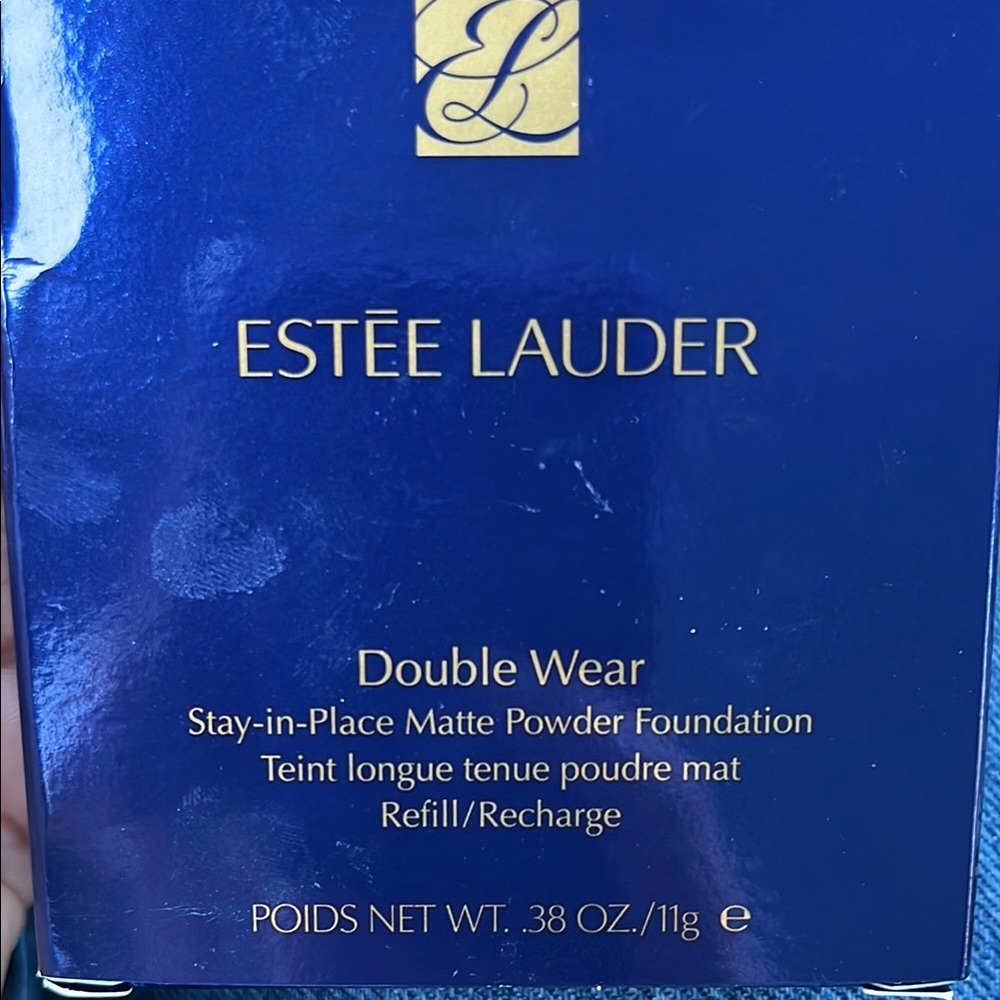 EL
ESTĒE LAUDER
Double Wear
Stay-in-Place Matte Powder Foundation
Teint longue tenue poudre mat
Refill/Recharge
POIDS NET WT. .38 OZ./11g ℮